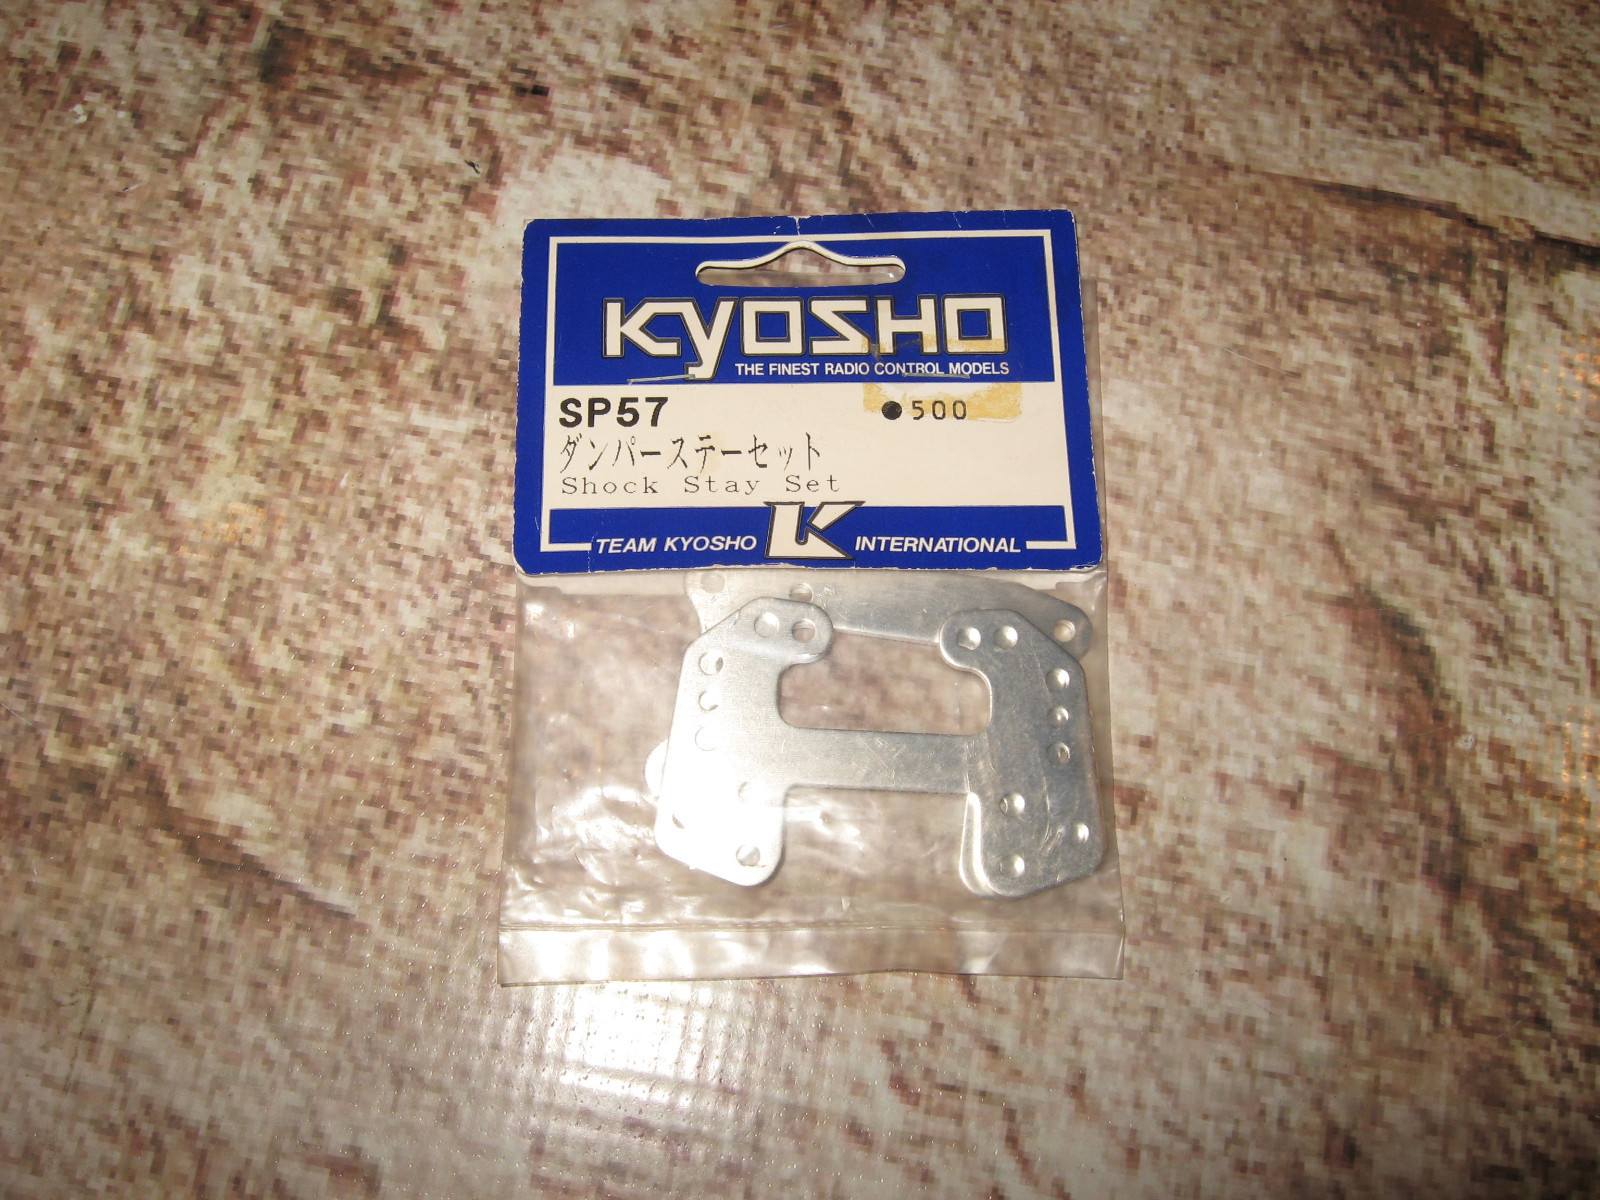 KYOSHO
THE FINEST RADIO CONTROL MODELS
SP57 ●500
ダンパーステーセット
Shock Stay Set
TEAM KYOSHO K INTERNATIONAL